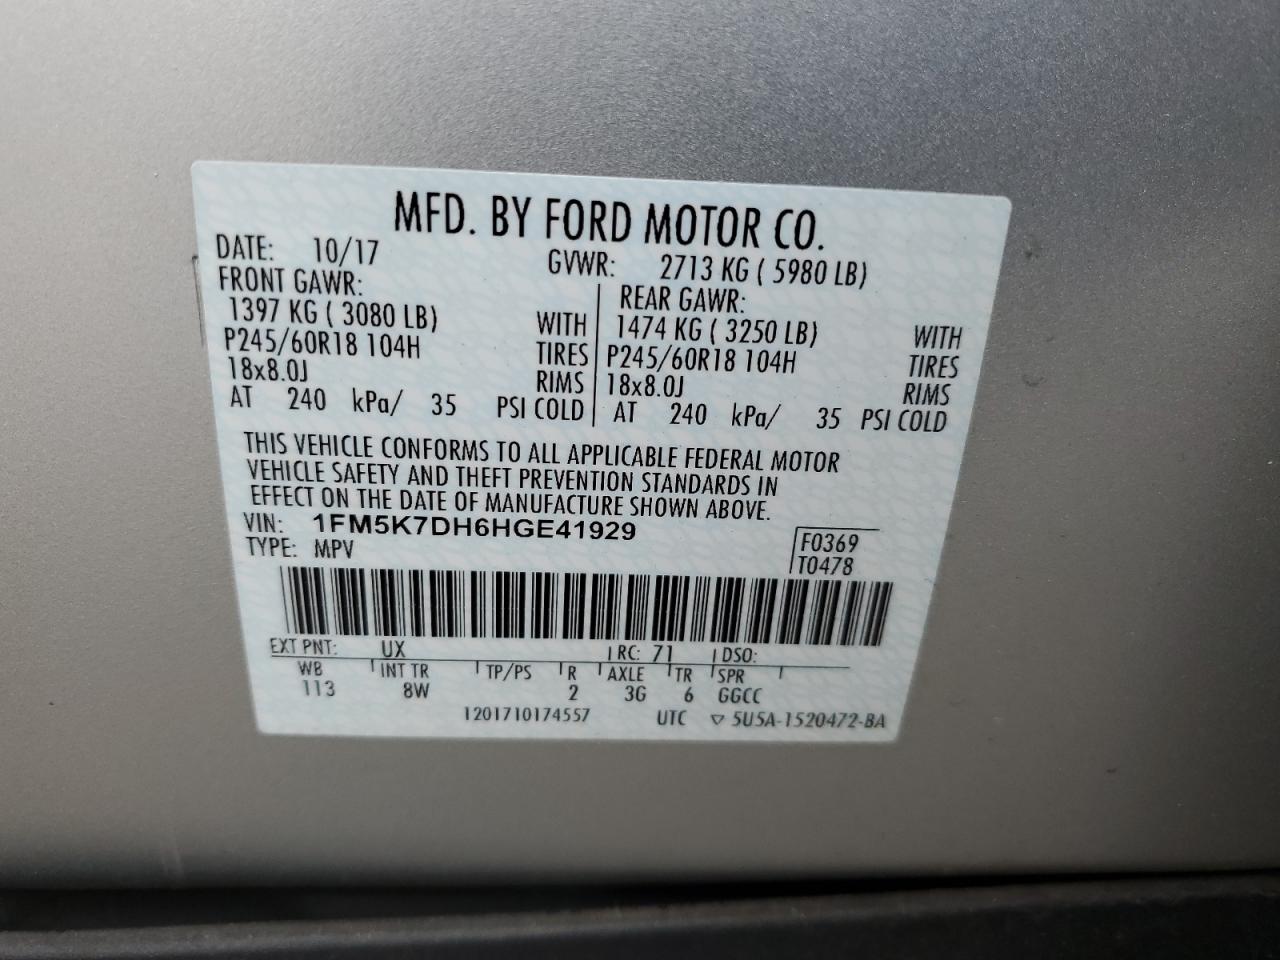 MFD. BY FORD MOTOR CO.
DATE: 10/17 GVWR: 2713 KG ( 5980 LB)
FRONT GAWR: REAR GAWR:
1397 KG ( 3080 LB) WITH 1474 KG ( 3250 LB) WITH
P245/60R18 104H TIRES P245/60R18 104H TIRES
18x8.0J RIMS 18x8.0J RIMS
AT 240 kPa/ 35 PSI COLD AT 240 kPa/ 35 PSI COLD
THIS VEHICLE CONFORMS TO ALL APPLICABLE FEDERAL MOTOR
VEHICLE SAFETY AND THEFT PREVENTION STANDARDS IN
EFFECT ON THE DATE OF MANUFACTURE SHOWN ABOVE.
VIN: 1FM5K7DH6HGE41929
TYPE: MPV
F0369
T0478
EXT PNT: UX RC: 71 DSO:
WB INT TR TP/PS R AXLE TR SPR
113 8W 2 3G 6 GGCC
1201710174557 UTC ▽ 5U5A-1520472-BA